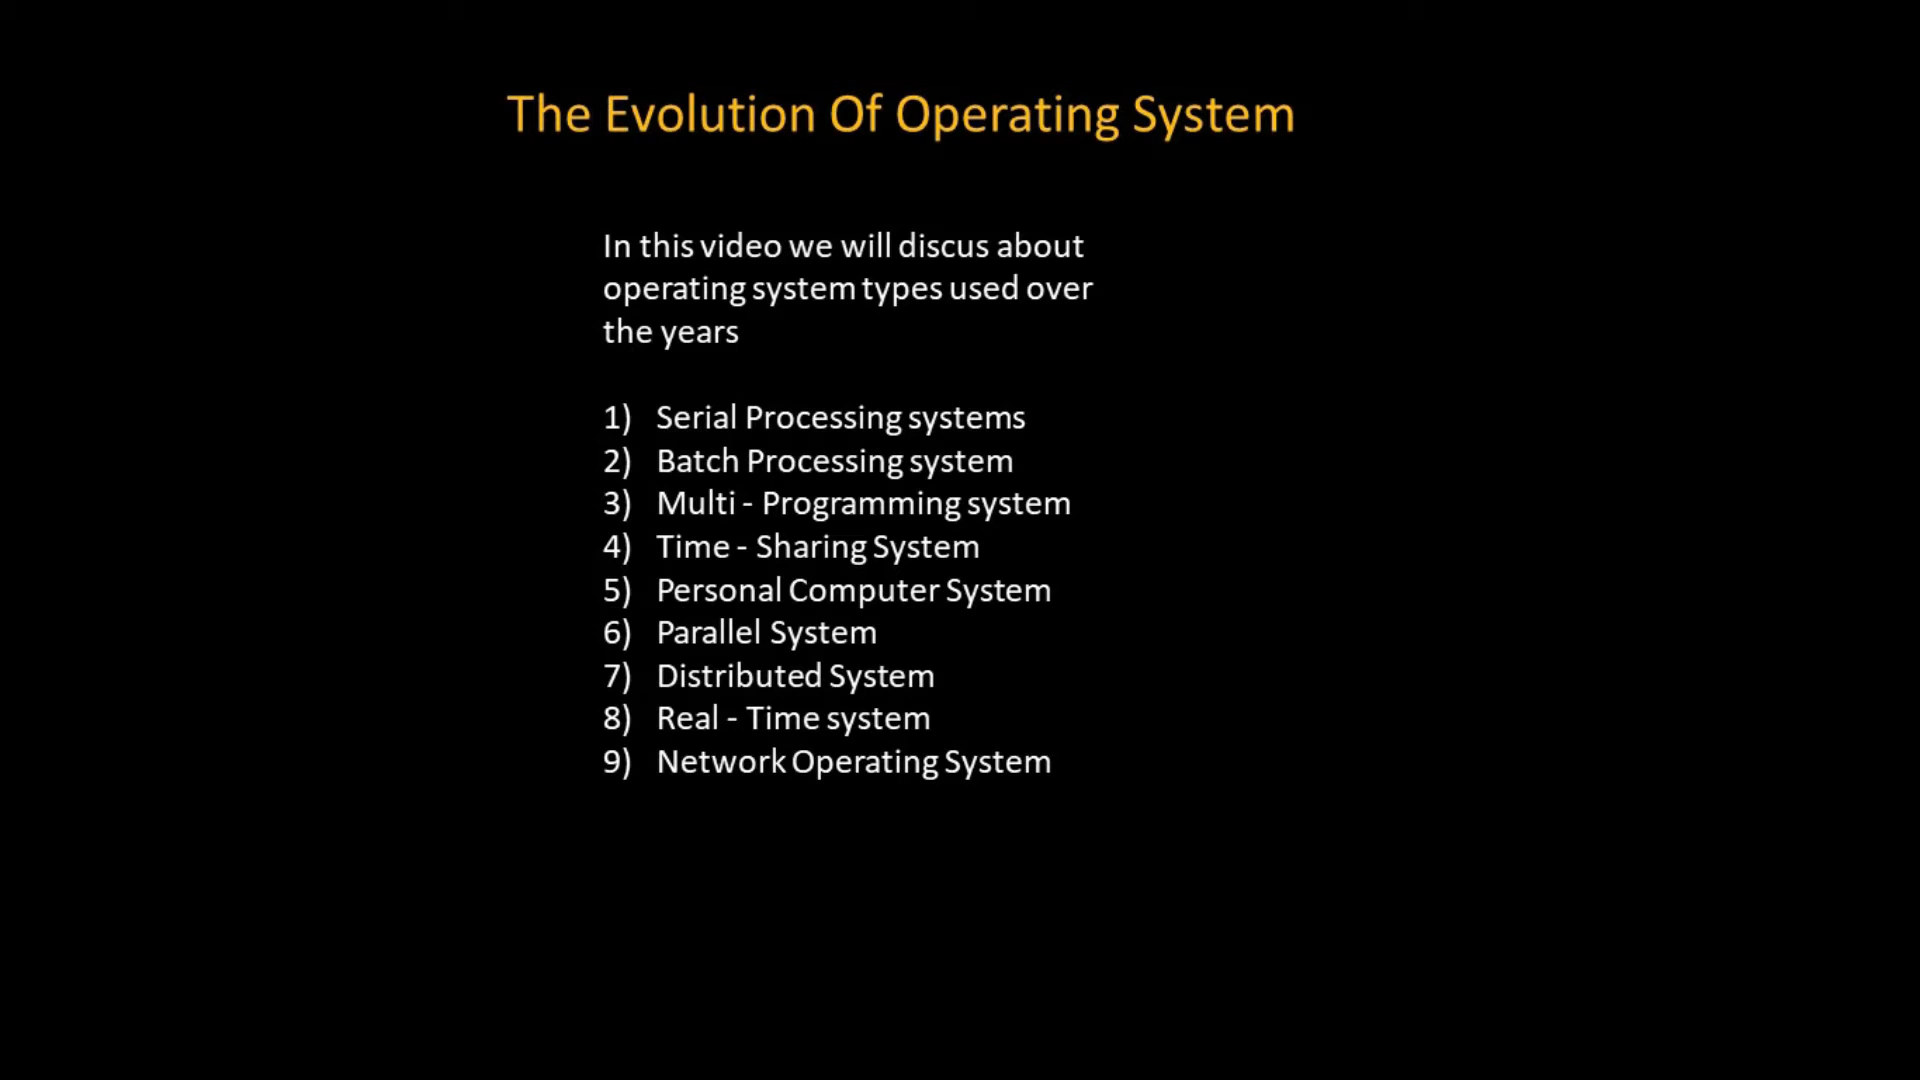 The Evolution Of Operating System
In this video we will discus about
operating system types used over
the years
1) Serial Processing systems
2) Batch Processing system
3) Multi - Programming system
4) Time - Sharing System
5) Personal Computer System
6) Parallel System
7) Distributed System
8) Real - Time system
9) Network Operating System